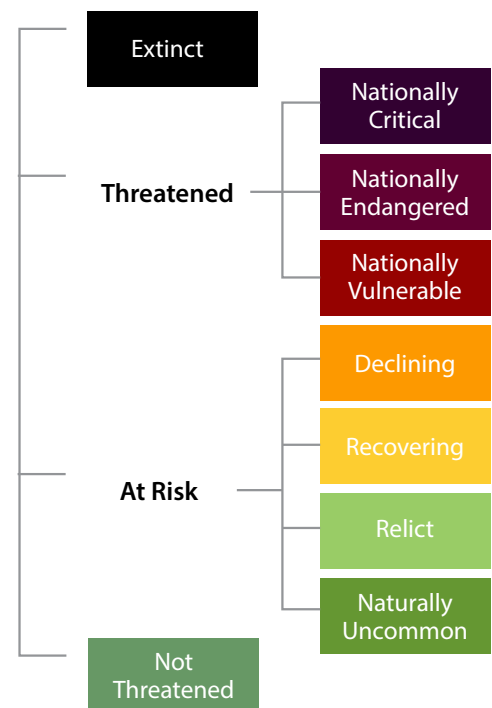 Extinct
Nationally
Critical
Threatened
Nationally
Endangered
Nationally
Vulnerable
Declining
Recovering
At Risk
Relict
Naturally
Uncommon
Not
Threatened